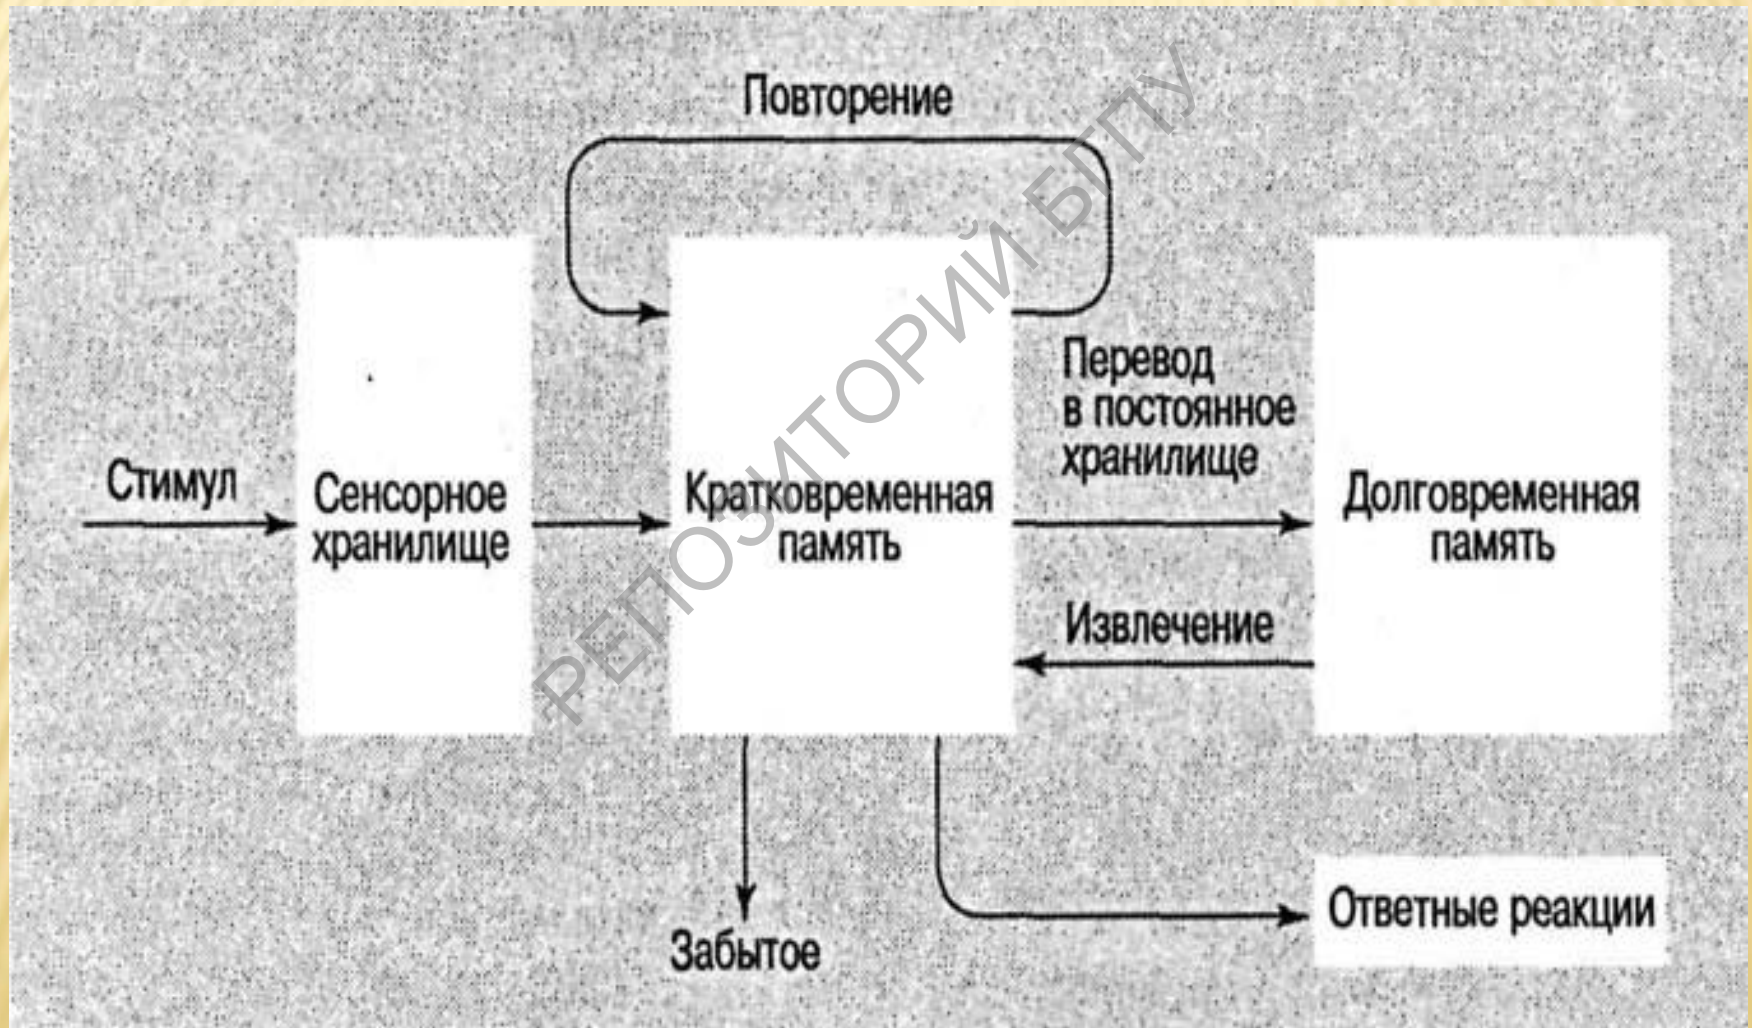 Повторение
Стимул
Сенсорное
хранилище
Кратковременная
память
Перевод
в постоянное
хранилище
Долговременная
память
Извлечение
Забытое
Ответные реакции
РЕПОЗИТОРИЙ БГПУ